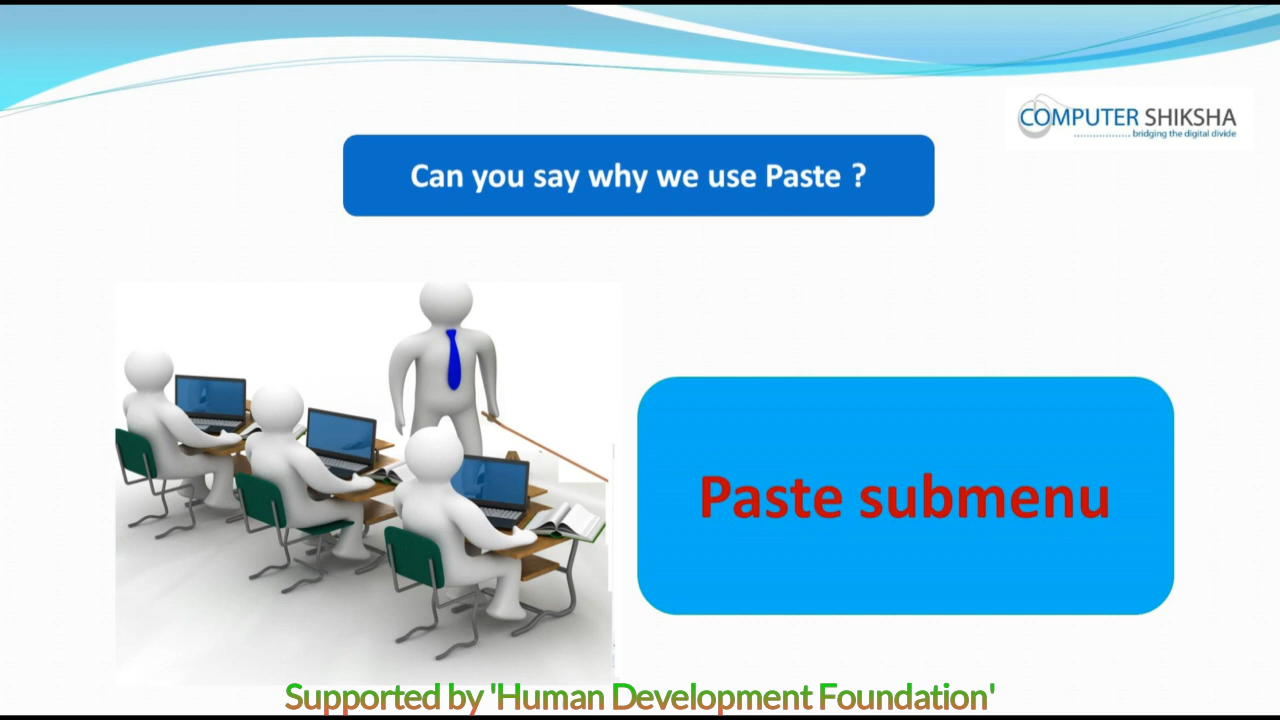 COMPUTER SHIKSHA
bridging the digital divide
Can you say why we use Paste ?
Paste submenu
Supported by 'Human Development Foundation'